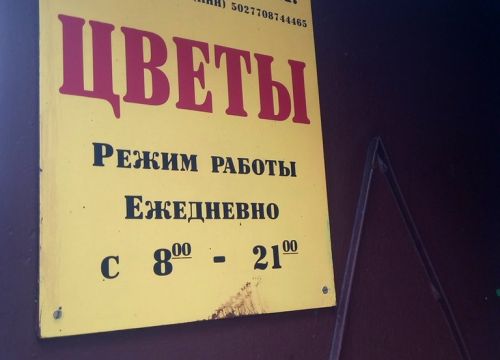 5027708744465
ЦВЕТЫ
РЕЖИМ РАБОТЫ
ЕЖЕДНЕВНО
С 8⁰⁰ - 21⁰⁰